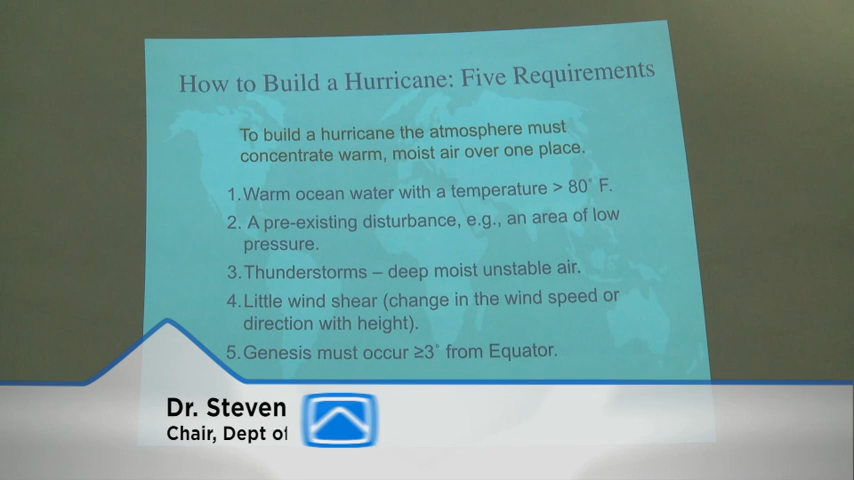 How to Build a Hurricane: Five Requirements
To build a hurricane the atmosphere must
concentrate warm, moist air over one place.
1. Warm ocean water with a temperature > 80˚ F.
2. A pre-existing disturbance, e.g., an area of low
pressure.
3. Thunderstorms – deep moist unstable air.
4. Little wind shear (change in the wind speed or
direction with height).
5. Genesis must occur ≥3˚ from Equator.
Dr. Steven
Chair, Dept of